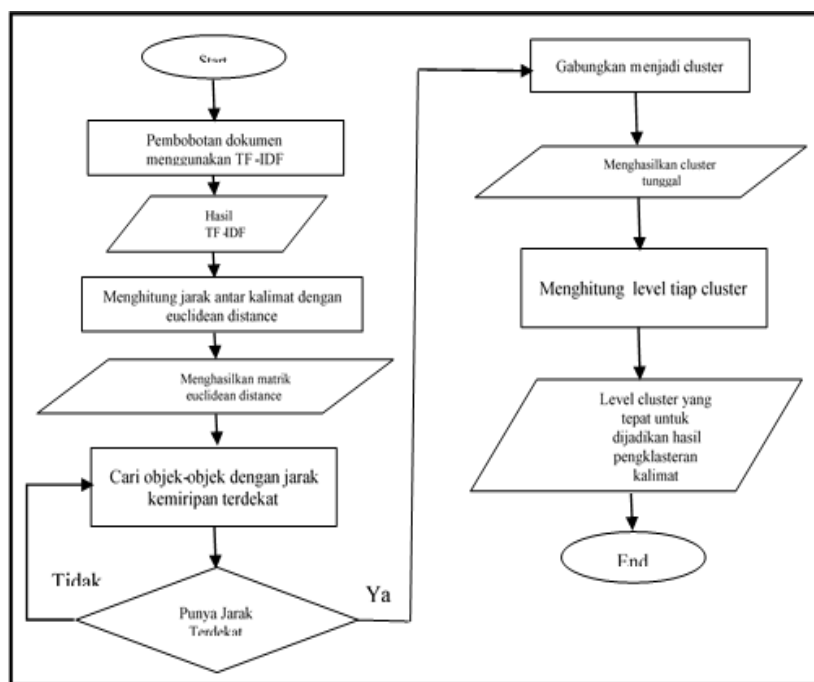 Start
Pembobotan dokumen
menggunakan TF-IDF
Hasil
TF-IDF
Menghitung jarak antar kalimat dengan
euclidean distance
Menghasilkan matrik
euclidean distance
Cari objek-objek dengan jarak
kemiripan terdekat
Tidak
Punya Jarak
Terdekat
Ya
Gabungkan menjadi cluster
Menghasilkan cluster
tunggal
Menghitung level tiap cluster
Level cluster yang
tepat untuk
dijadikan hasil
pengklasteran
kalimat
End